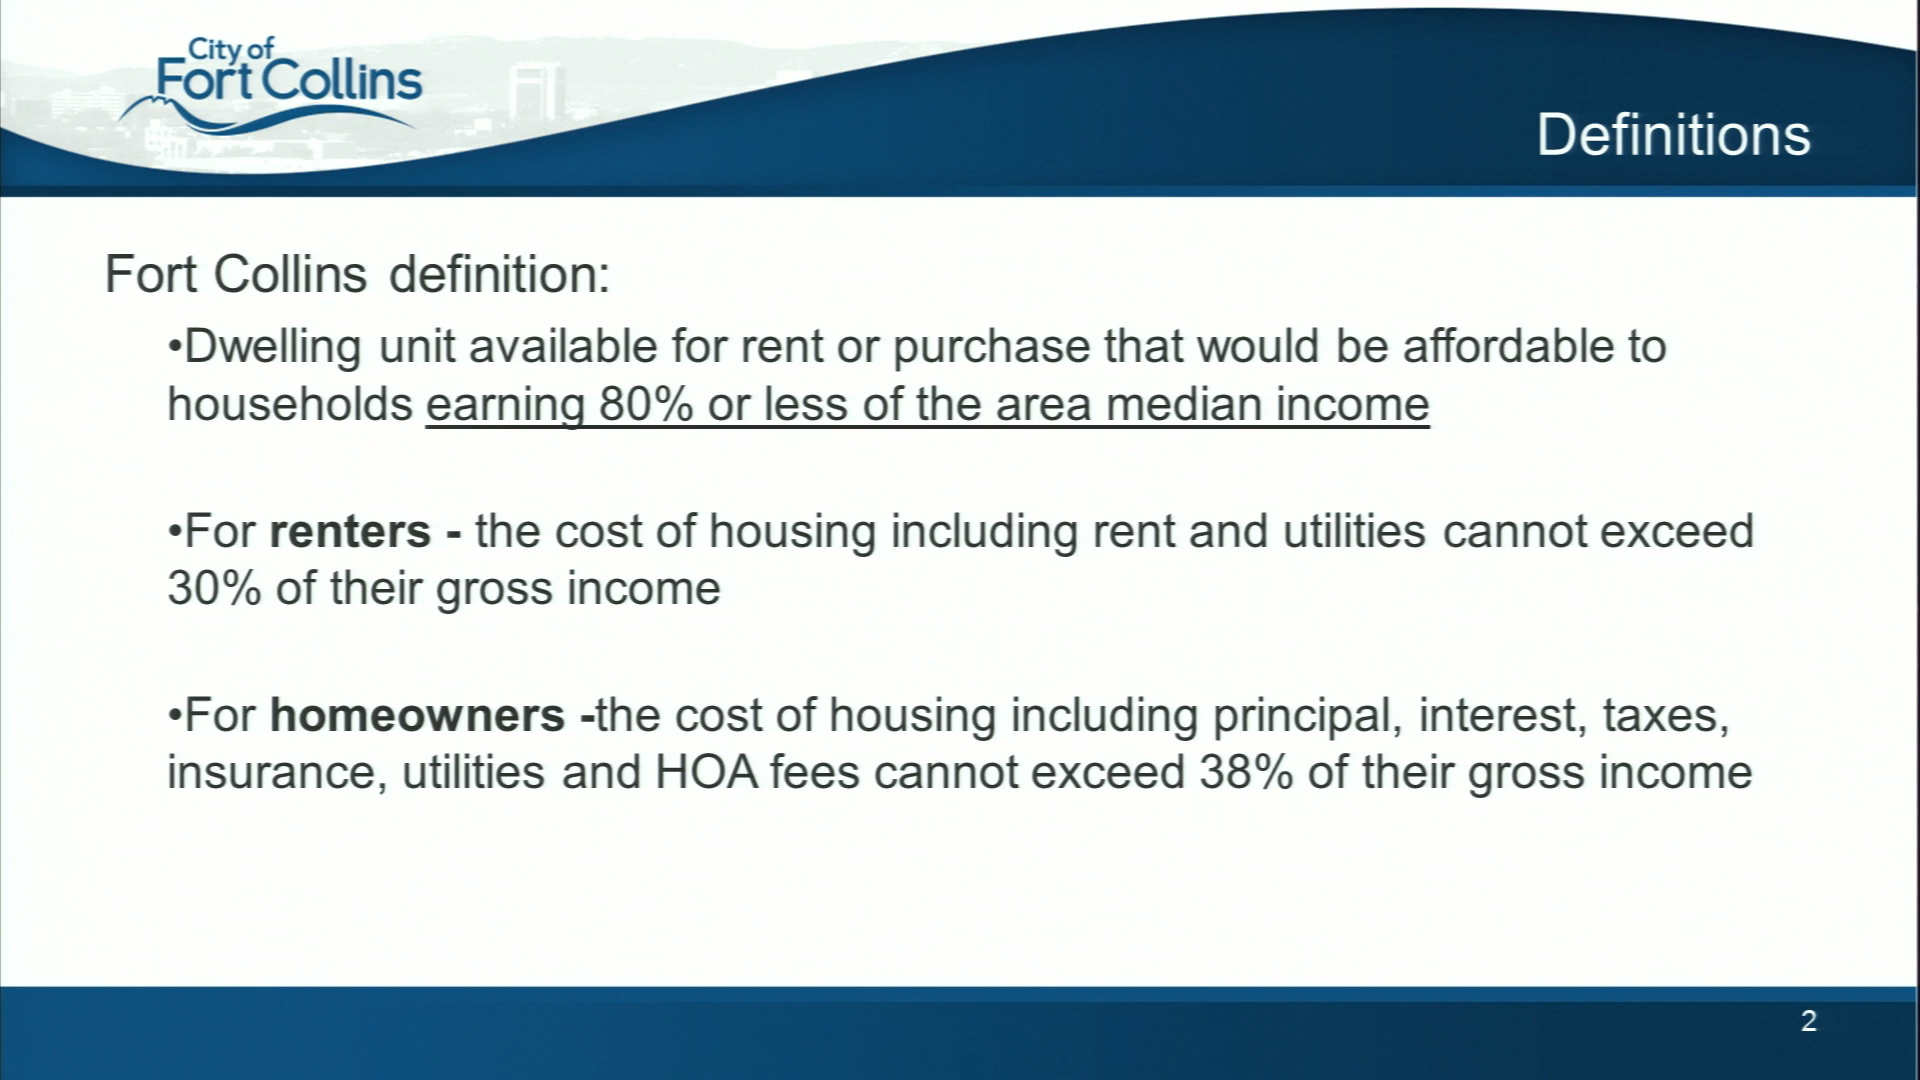 City of
Fort Collins
Definitions
Fort Collins definition:
•Dwelling unit available for rent or purchase that would be affordable to
households earning 80% or less of the area median income
•For renters - the cost of housing including rent and utilities cannot exceed
30% of their gross income
•For homeowners -the cost of housing including principal, interest, taxes,
insurance, utilities and HOA fees cannot exceed 38% of their gross income
2